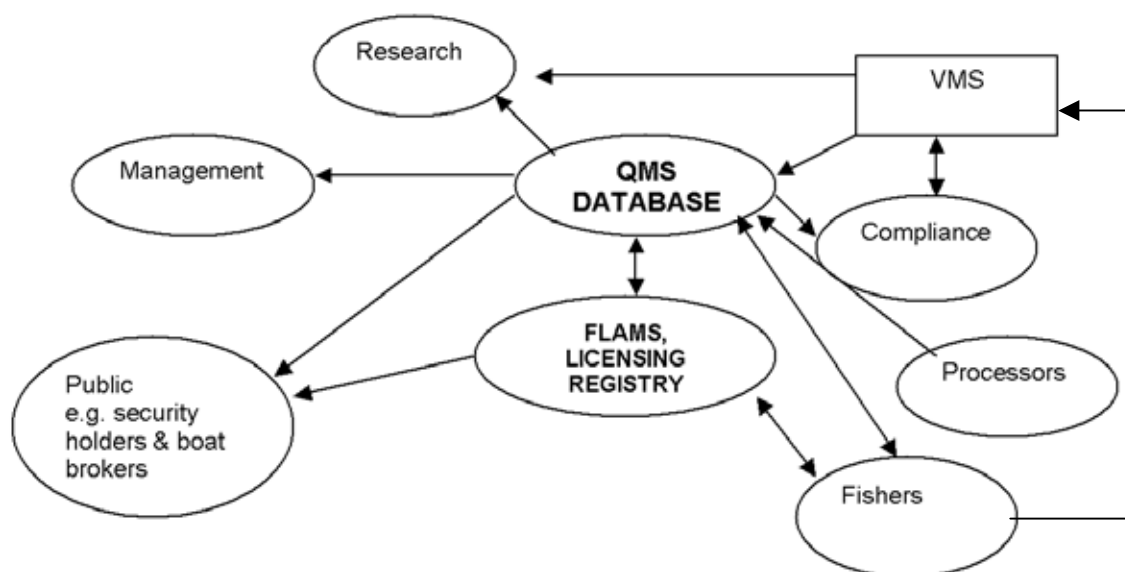 Research
VMS
Management
QMS
DATABASE
Compliance
FLAMS,
LICENSING
REGISTRY
Processors
Public
e.g. security
holders & boat
brokers
Fishers